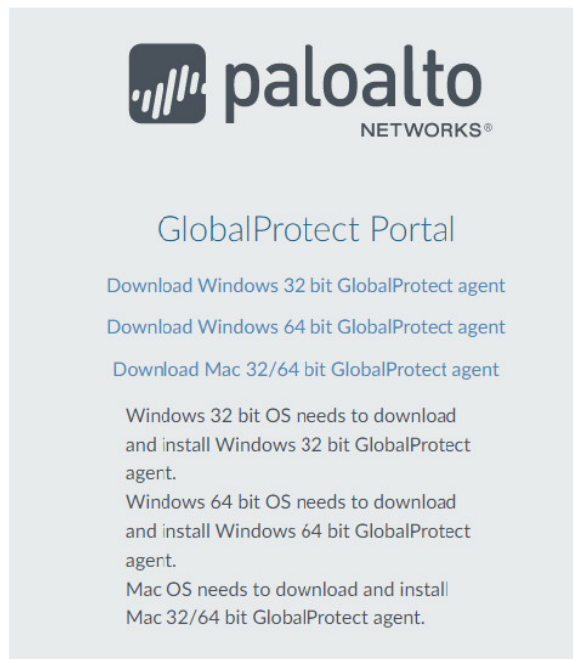 paloalto
NETWORKS®
GlobalProtect Portal
Download Windows 32 bit GlobalProtect agent
Download Windows 64 bit GlobalProtect agent
Download Mac 32/64 bit GlobalProtect agent
Windows 32 bit OS needs to download
and install Windows 32 bit GlobalProtect
agent.
Windows 64 bit OS needs to download
and install Windows 64 bit GlobalProtect
agent.
Mac OS needs to download and install
Mac 32/64 bit GlobalProtect agent.